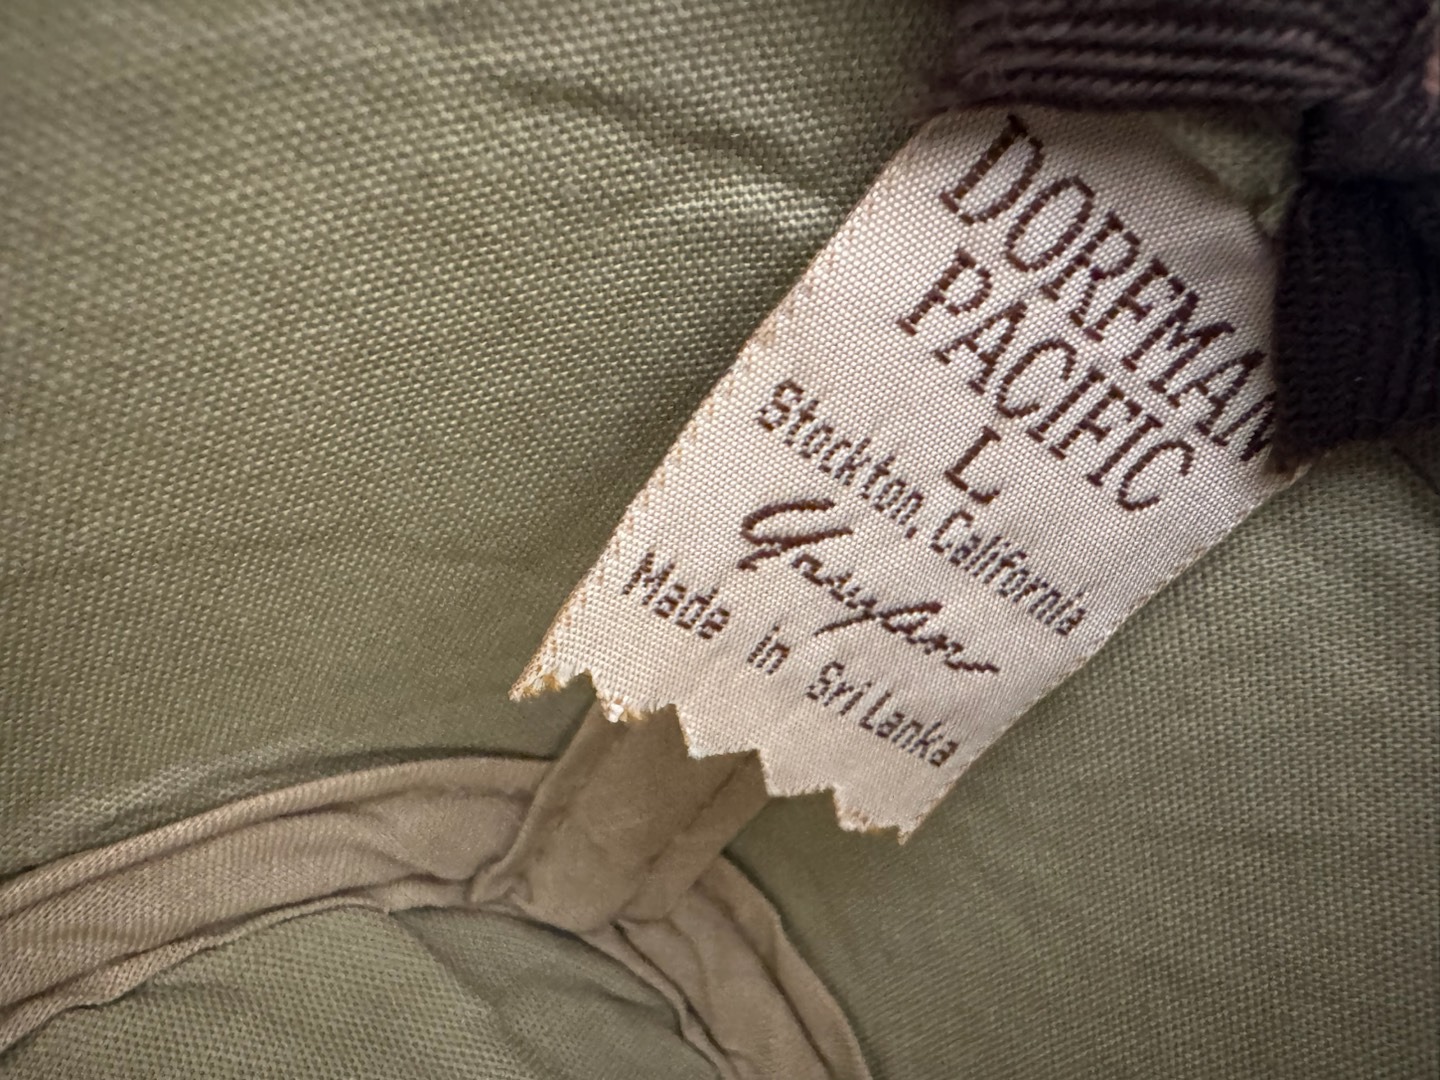 DORFMAN
PACIFIC
L
Stockton, California
Made in Sri Lanka